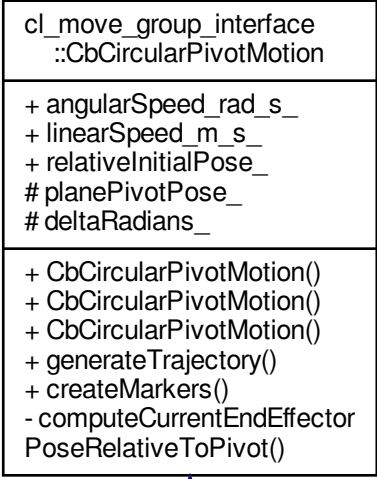 cl_move_group_interface
::CbCircularPivotMotion
+ angularSpeed_rad_s_
+ linearSpeed_m_s_
+ relativeInitialPose_
# planePivotPose_
# deltaRadians_
+ CbCircularPivotMotion()
+ CbCircularPivotMotion()
+ CbCircularPivotMotion()
+ generateTrajectory()
+ createMarkers()
- computeCurrentEndEffector
PoseRelativeToPivot()